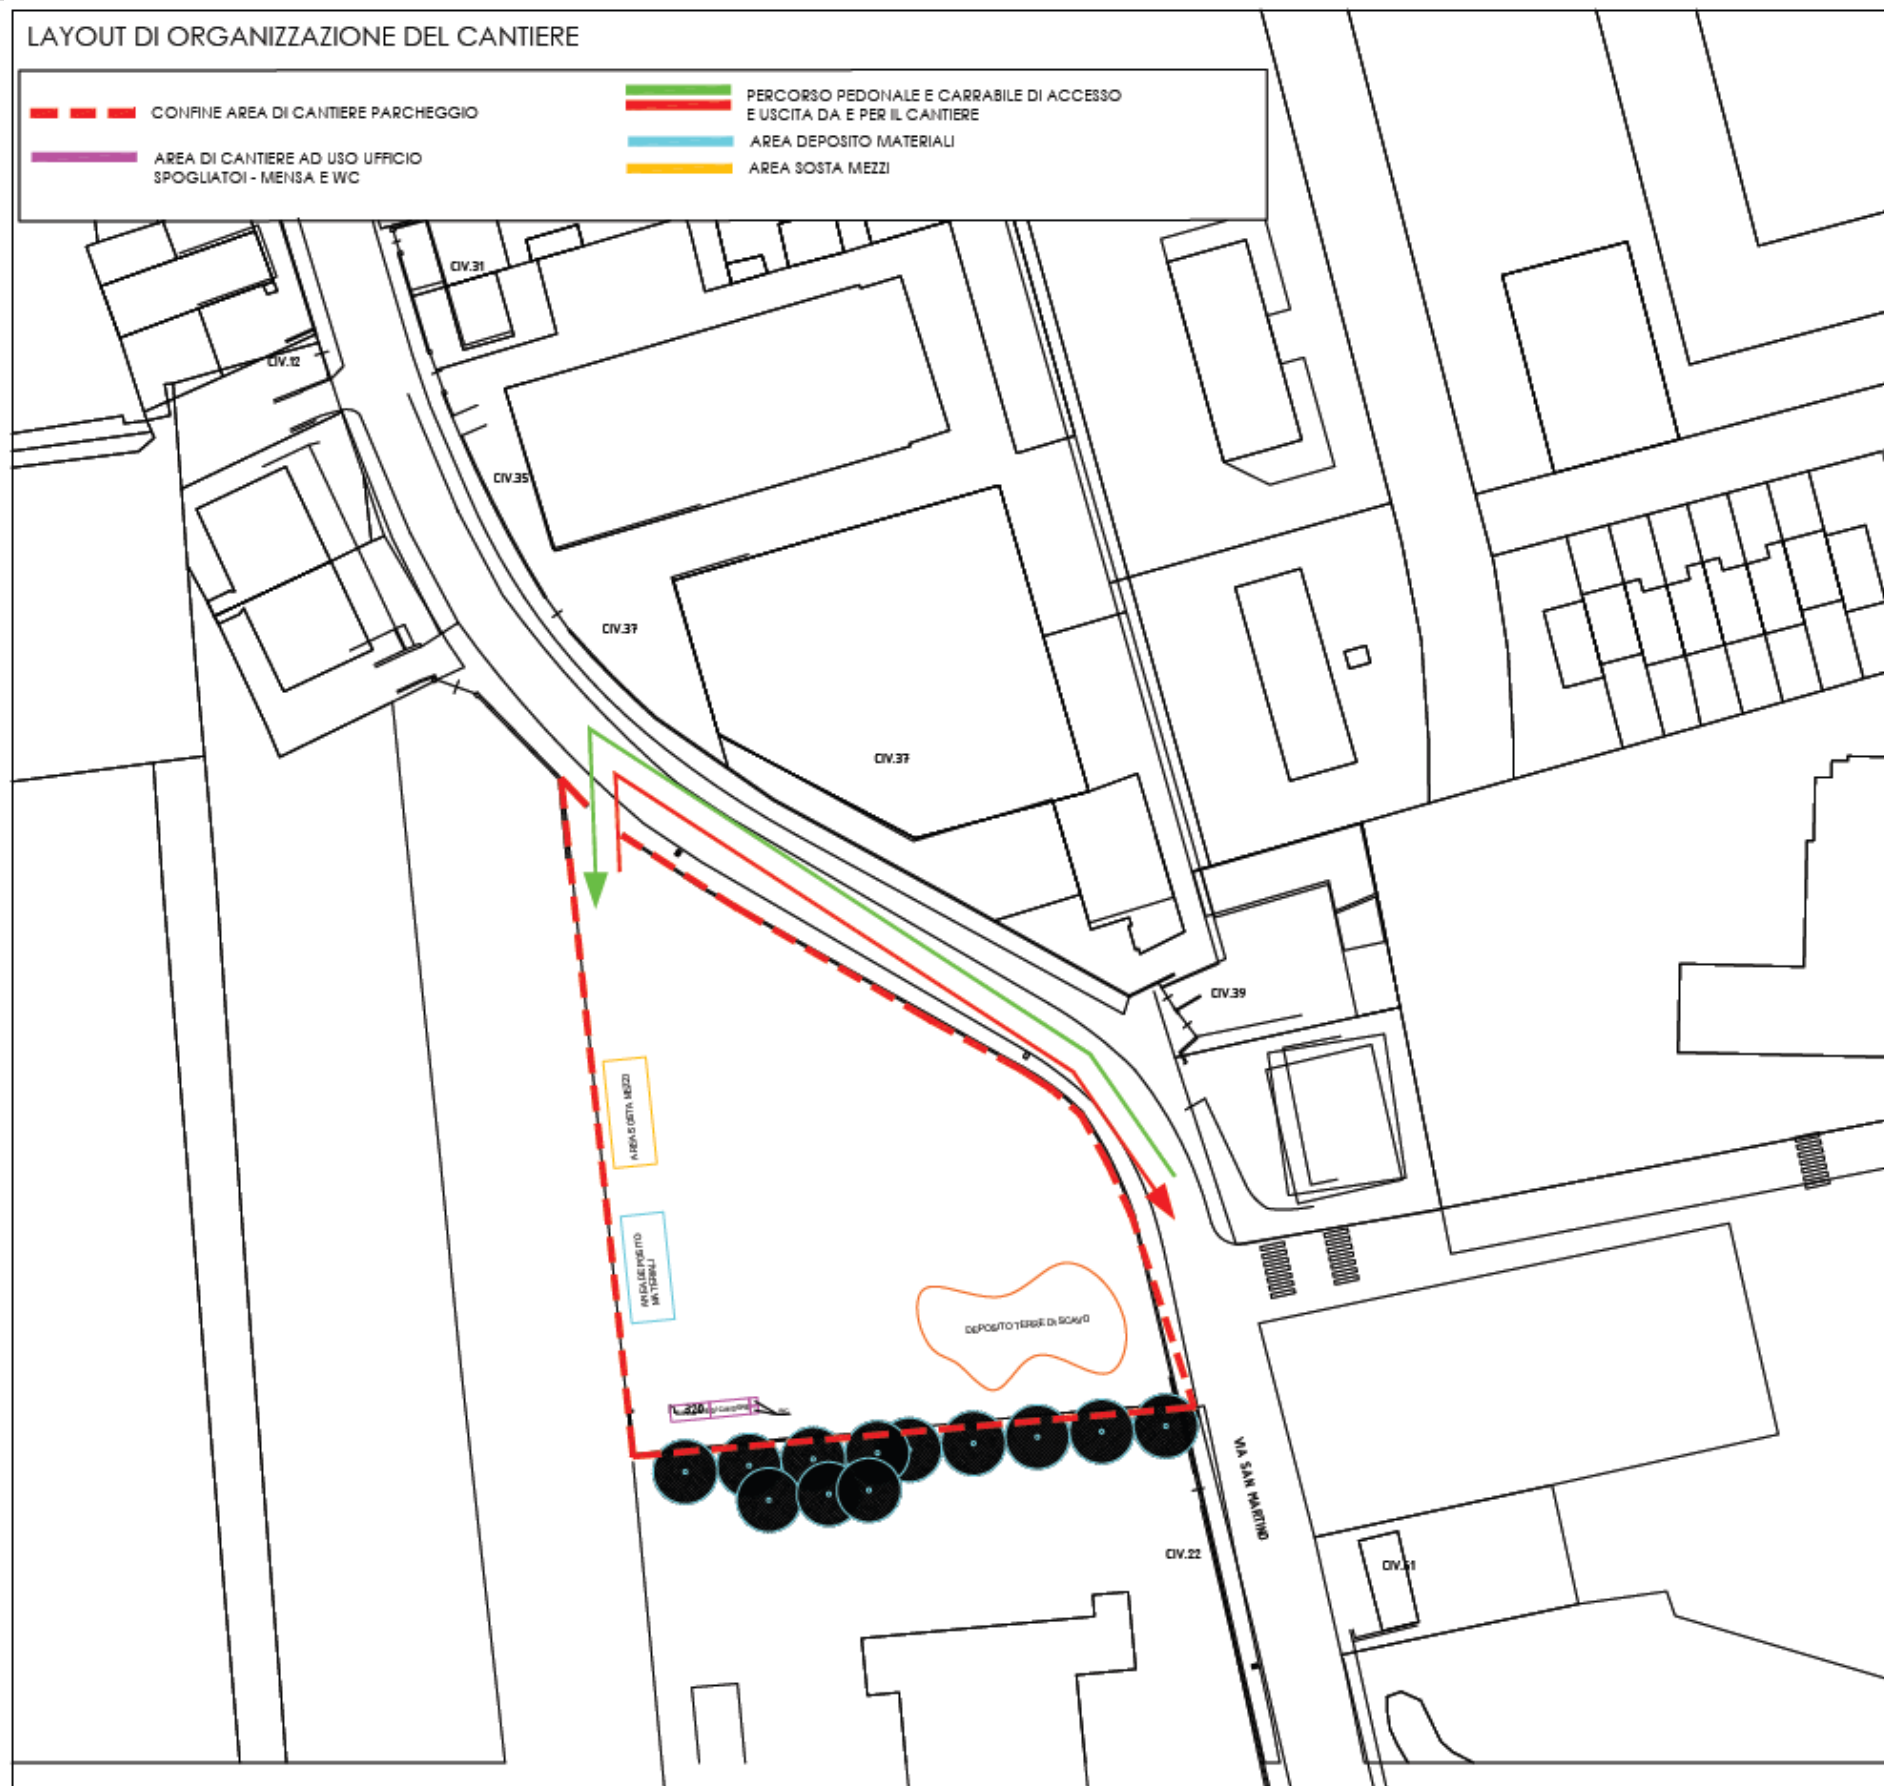 LAYOUT DI ORGANIZZAZIONE DEL CANTIERE
CONFINE AREA DI CANTIERE PARCHEGGIO
AREA DI CANTIERE AD USO UFFICIO
SPOGLIATOI - MENSA E WC
PERCORSO PEDONALE E CARRABILE DI ACCESSO
E USCITA DA E PER IL CANTIERE
AREA DEPOSITO MATERIALI
AREA SOSTA MEZZI
CIV.31
CIV.12
CIV.35
CIV.37
CIV.37
CIV.39
AREA SOSTA MEZZI
AREA DEPOSITO
MATERIALI
DEPOSITO TERRE DI SCAVO
320
VIA SAN MARTINO
CIV.22
CIV.51